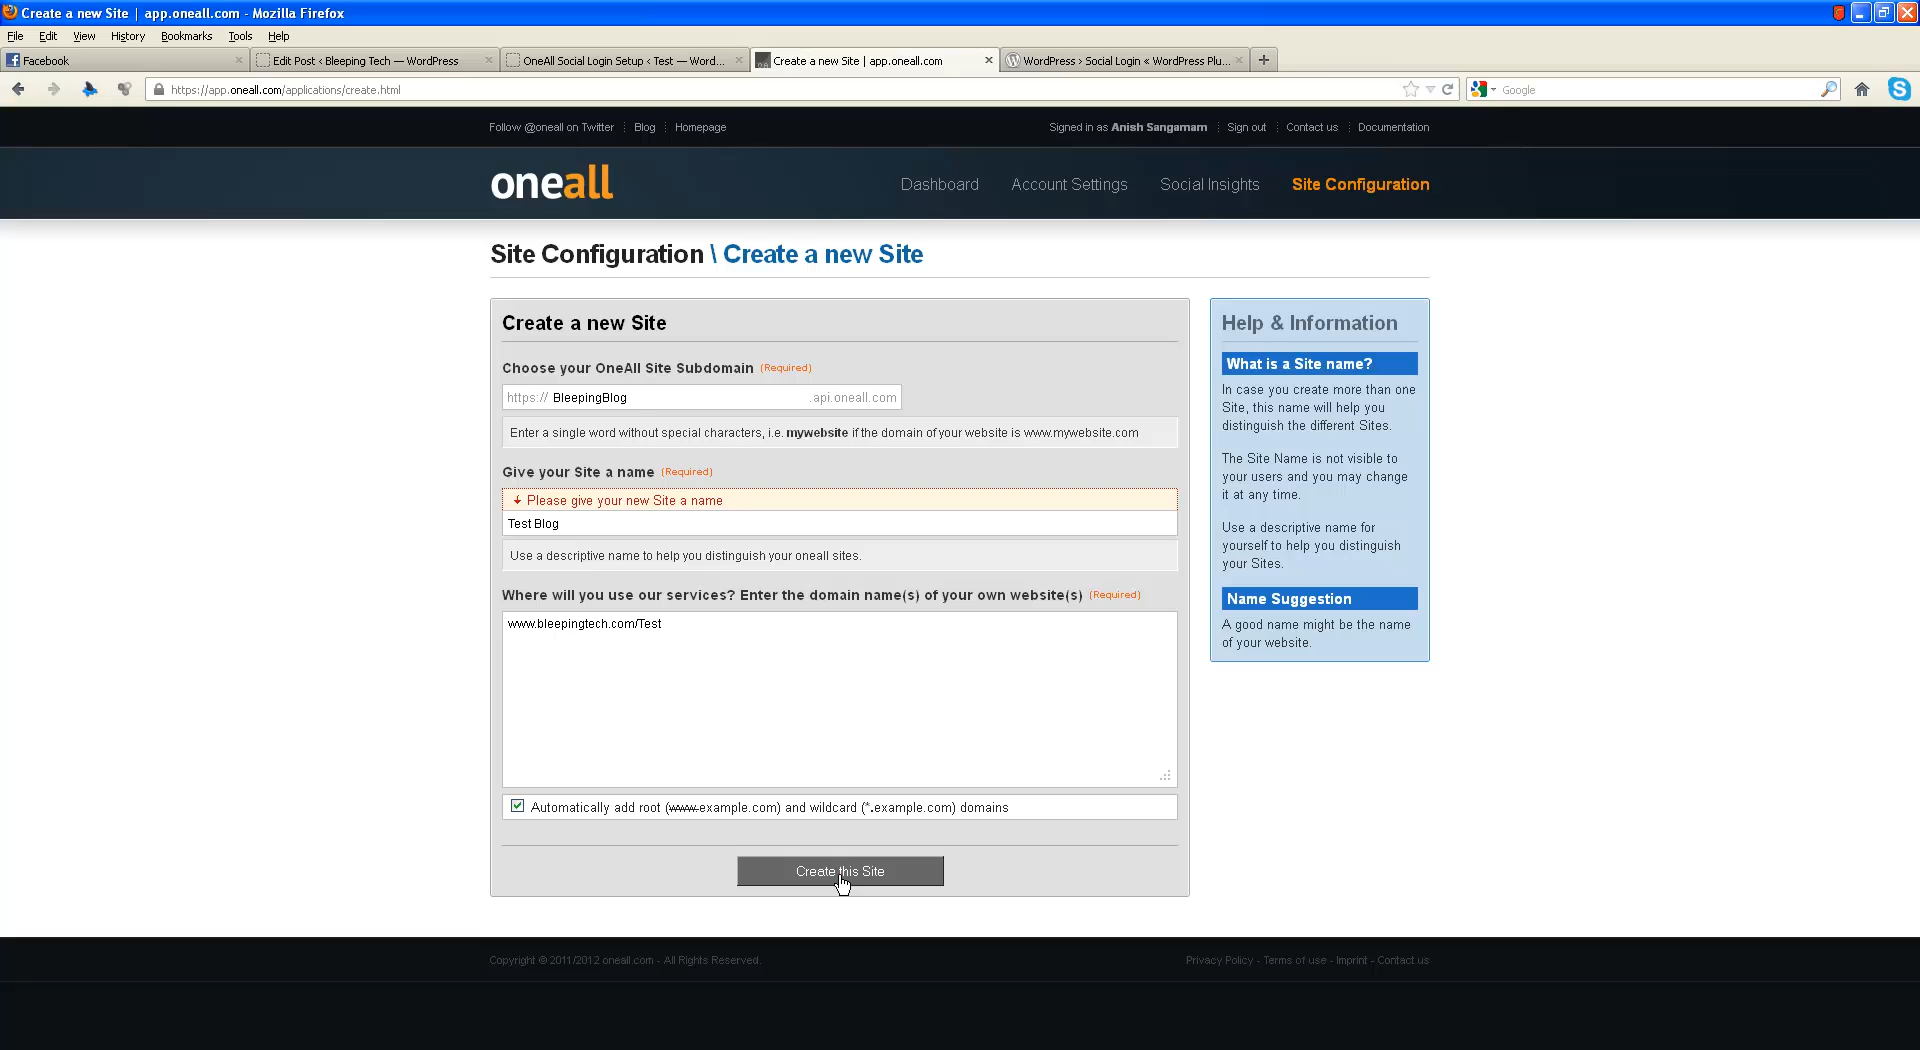 Create a new Site | app.oneall.com - Mozilla Firefox
File Edit View History Bookmarks Tools Help
Facebook
Edit Post ‹ Bleeping Tech — WordPress
OneAll Social Login Setup ‹ Test — Word...
Create a new Site | app.oneall.com
WordPress › Social Login « WordPress Plu...
https://app.oneall.com/applications/create.html
Google
Follow @oneall on Twitter Blog Homepage
Signed in as Anish Sangamam Sign out Contact us Documentation
oneall
Dashboard Account Settings Social Insights Site Configuration
Site Configuration \ Create a new Site
Create a new Site
Choose your OneAll Site Subdomain (Required)
https:// BleepingBlog .api.oneall.com
Enter a single word without special characters, i.e. mywebsite if the domain of your website is www.mywebsite.com
Give your Site a name (Required)
Please give your new Site a name
Test Blog
Use a descriptive name to help you distinguish your oneall sites.
Where will you use our services? Enter the domain name(s) of your own website(s) (Required)
www.bleepingtech.com/Test
Automatically add root (www.example.com) and wildcard (*.example.com) domains
Create this Site
Help & Information
What is a Site name?
In case you create more than one
Site, this name will help you
distinguish the different Sites.
The Site Name is not visible to
your users and you may change
it at any time.
Use a descriptive name for
yourself to help you distinguish
your Sites.
Name Suggestion
A good name might be the name
of your website.
Copyright © 2011/2012 oneall.com - All Rights Reserved.
Privacy Policy - Terms of use - Imprint - Contact us